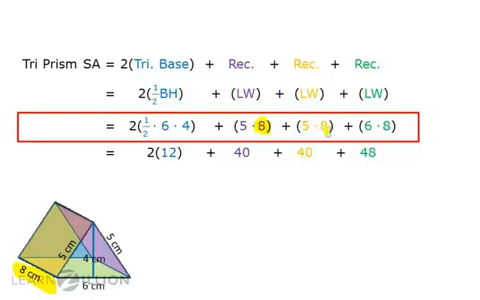 Tri Prism SA = 2(Tri. Base) + Rec. + Rec. + Rec.
= 2(½BH) + (LW) + (LW) + (LW)
= 2(½ · 6 · 4) + (5 · 8) + (5 · 8) + (6 · 8)
= 2(12) + 40 + 40 + 48
5 cm
5 cm
4 cm
8 cm
6 cm